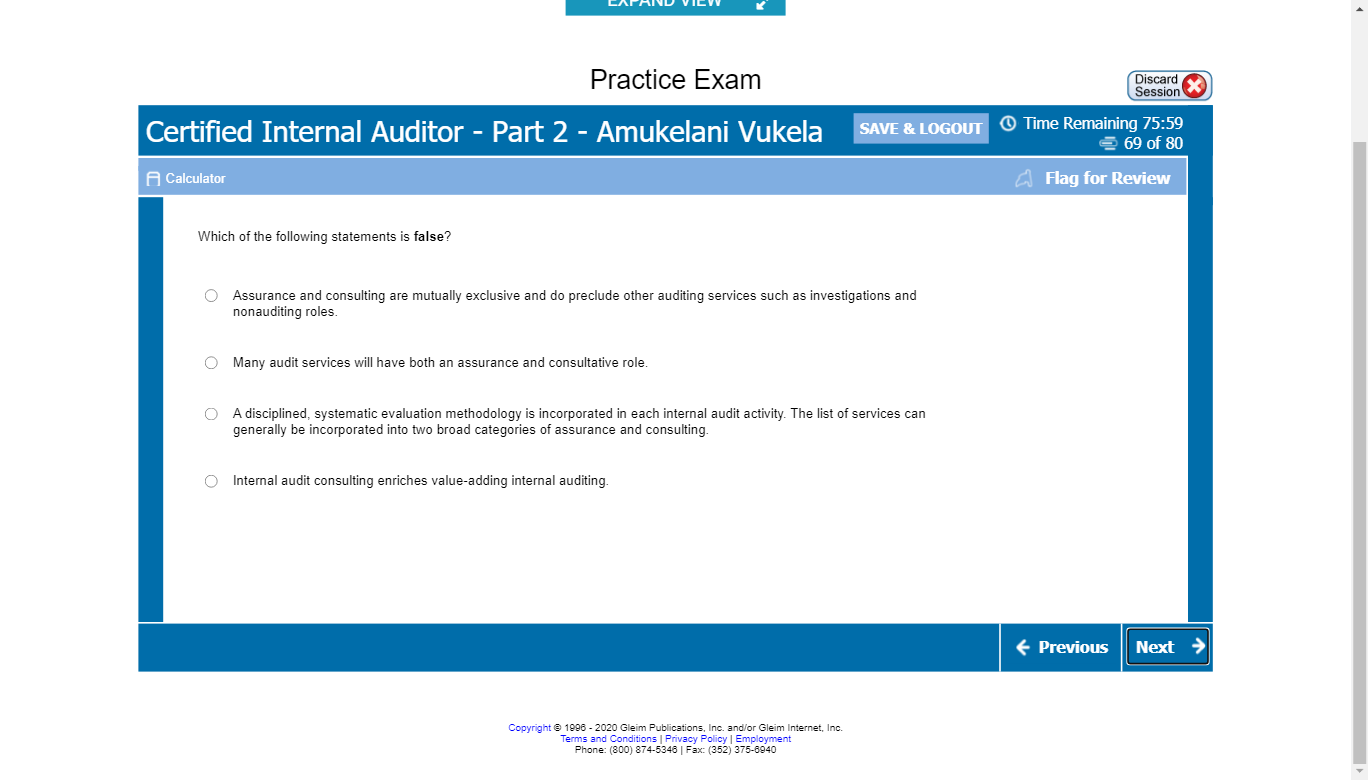 EXPAND VIEW
Practice Exam
Discard
Session
Certified Internal Auditor - Part 2 - Amukelani Vukela
SAVE & LOGOUT
Time Remaining 75:59
69 of 80
Calculator
Flag for Review
Which of the following statements is false?
Assurance and consulting are mutually exclusive and do preclude other auditing services such as investigations and
nonauditing roles.
Many audit services will have both an assurance and consultative role.
A disciplined, systematic evaluation methodology is incorporated in each internal audit activity. The list of services can
generally be incorporated into two broad categories of assurance and consulting.
Internal audit consulting enriches value-adding internal auditing.
Previous
Next
Copyright © 1996 - 2020 Gleim Publications, Inc. and/or Gleim Internet, Inc.
Terms and Conditions | Privacy Policy | Employment
Phone: (800) 874-5346 | Fax: (352) 375-6940